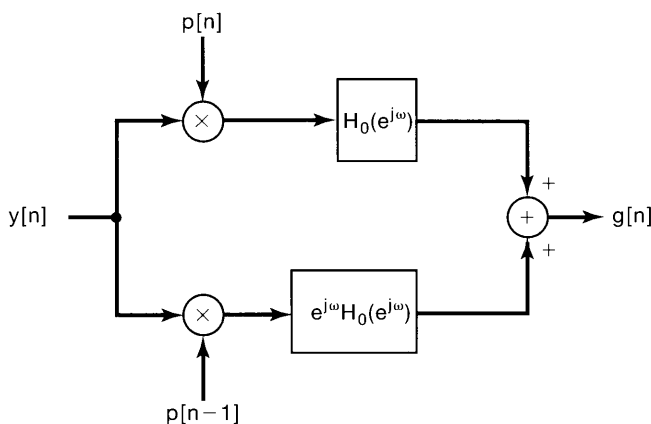 p[n]
×
H₀(e^{jω})
+
y[n]
+
g[n]
+
×
e^{jω}H₀(e^{jω})
p[n−1]